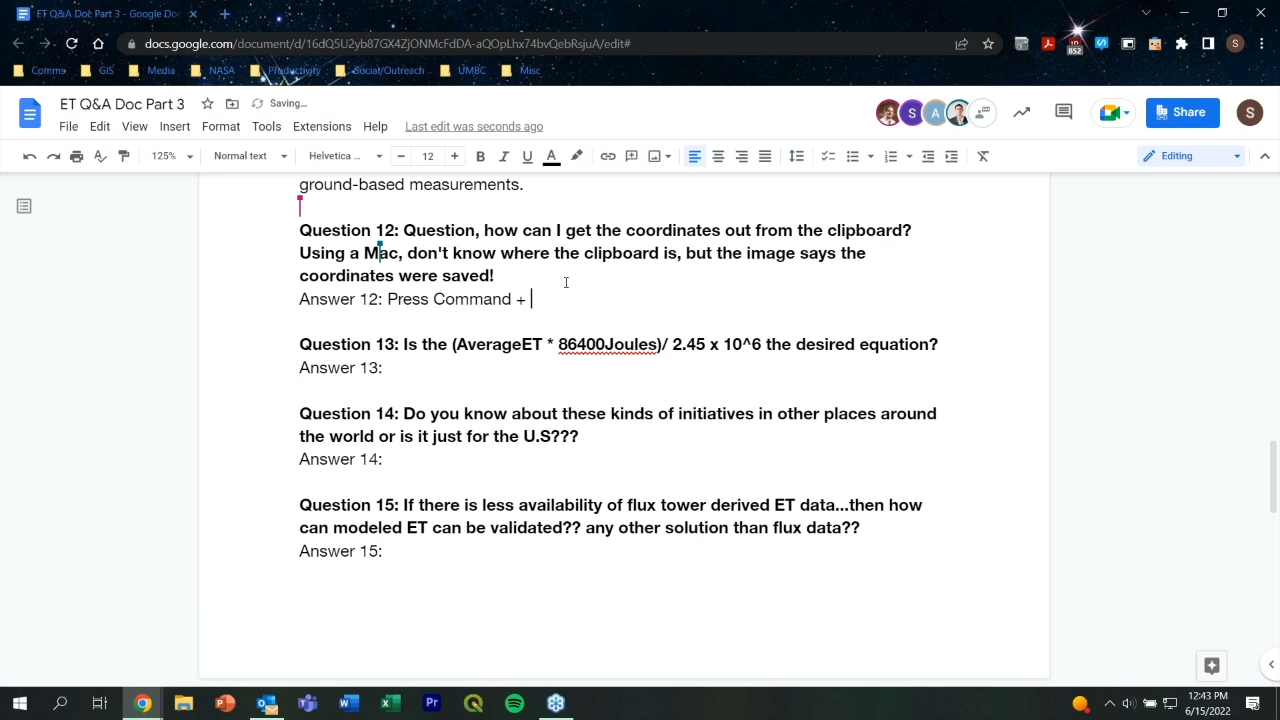 ET Q&A Doc Part 3 - Google Doc
docs.google.com/document/d/16dQ5U2yb87GX4ZjONMcFdDA-aQOpLhx74bvQebRsjuA/edit#
852
S
Comms GIS Media NASA Productivity Social/Outreach UMBC Misc
ET Q&A Doc Part 3 Saving...
S A Share S
File Edit View Insert Format Tools Extensions Help Last edit was seconds ago
125% Normal text Helvetica ... 12 B I U A Editing
ground-based measurements.
Question 12: Question, how can I get the coordinates out from the clipboard?
Using a Mac, don't know where the clipboard is, but the image says the
coordinates were saved!
Answer 12: Press Command +
Question 13: Is the (AverageET * 86400Joules)/ 2.45 x 10^6 the desired equation?
Answer 13:
Question 14: Do you know about these kinds of initiatives in other places around
the world or is it just for the U.S???
Answer 14:
Question 15: If there is less availability of flux tower derived ET data...then how
can modeled ET can be validated?? any other solution than flux data??
Answer 15:
12:43 PM
6/15/2022